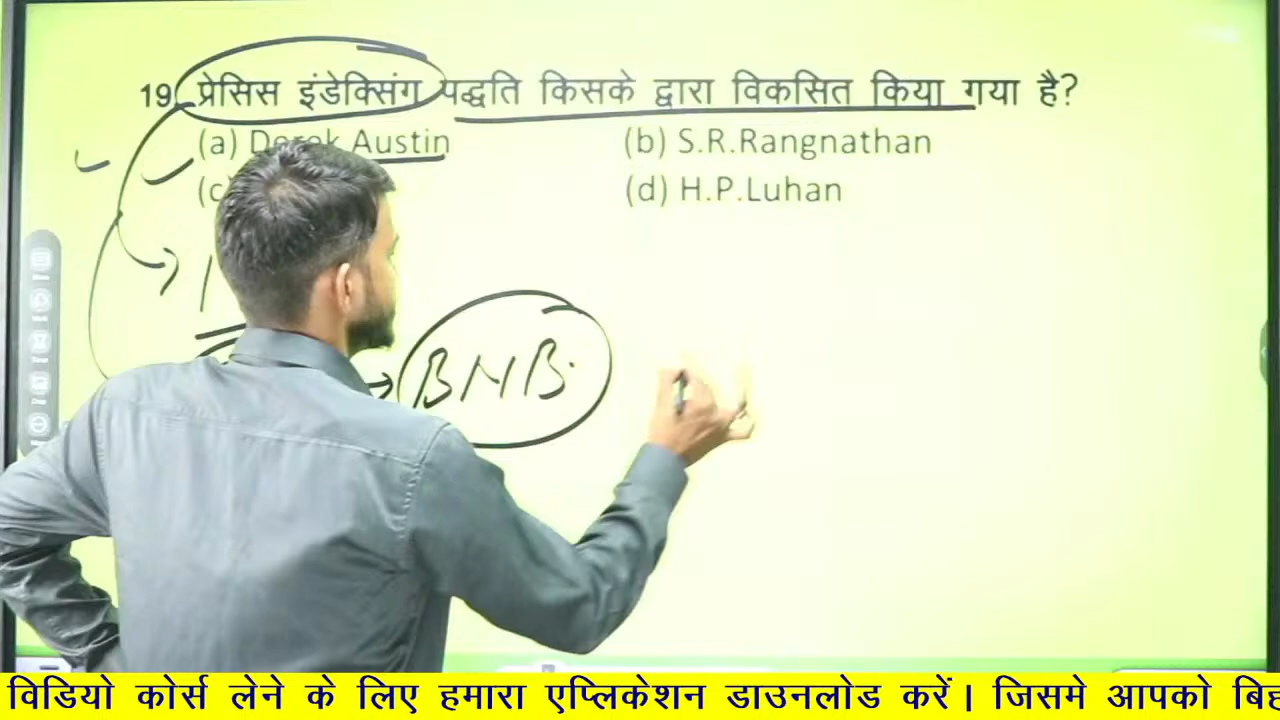 19 प्रेसिस इंडेक्सिंग पद्धति किसके द्वारा विकसित किया गया है?
(a) Derek Austin (b) S.R.Rangnathan
(c (d) H.P.Luhan
BNB.
विडियो कोर्स लेने के लिए हमारा एप्लिकेशन डाउनलोड करें। जिसमे आपको